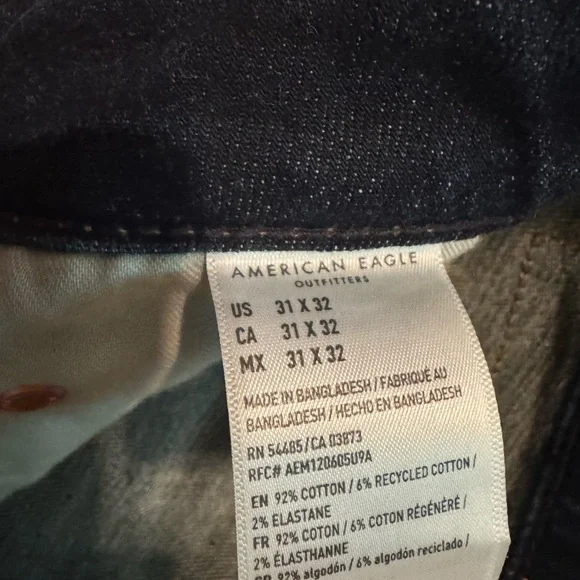 AMERICAN EAGLE
OUTFITTERS
US 31 X 32
CA 31 X 32
MX 31 X 32
MADE IN BANGLADESH / FABRIQUÉ AU
BANGLADESH / HECHO EN BANGLADESH
RN 54485/CA 03873
RFC# AEM120605U9A
EN 92% COTTON / 6% RECYCLED COTTON /
2% ELASTANE
FR 92% COTON / 6% COTON RÉGÉNÉRÉ /
2% ÉLASTHANNE
92% algodón / 6% algodón reciclado /